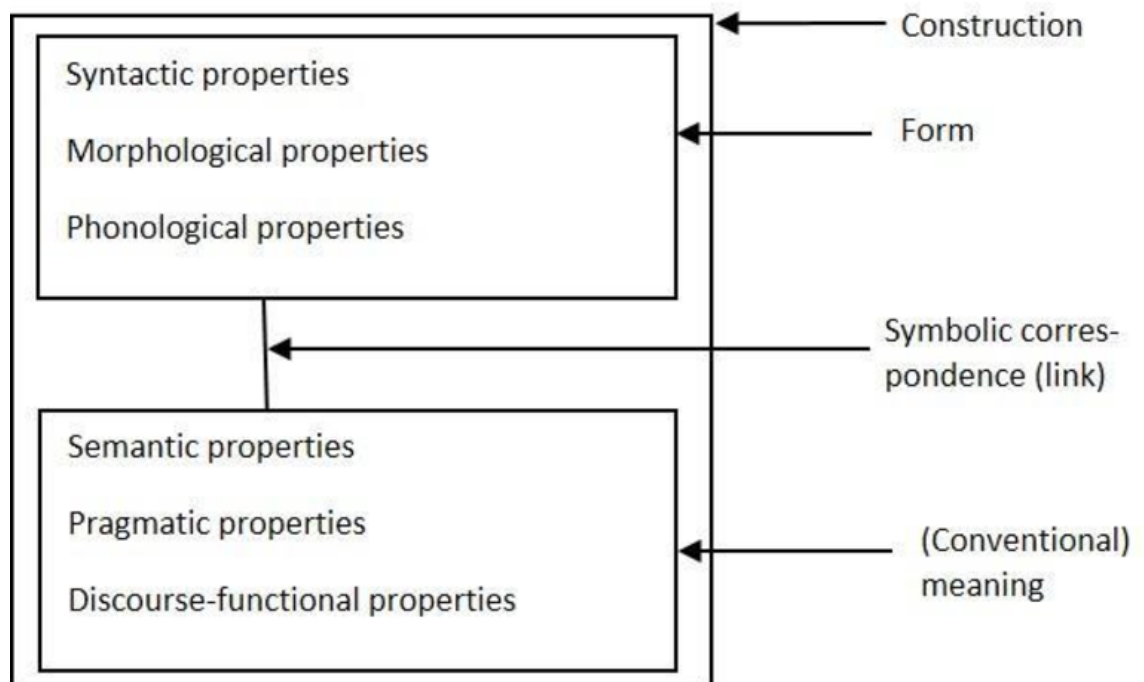 Construction
Syntactic properties
Morphological properties
Form
Phonological properties
Symbolic corres-
pondence (link)
Semantic properties
Pragmatic properties
(Conventional)
meaning
Discourse-functional properties